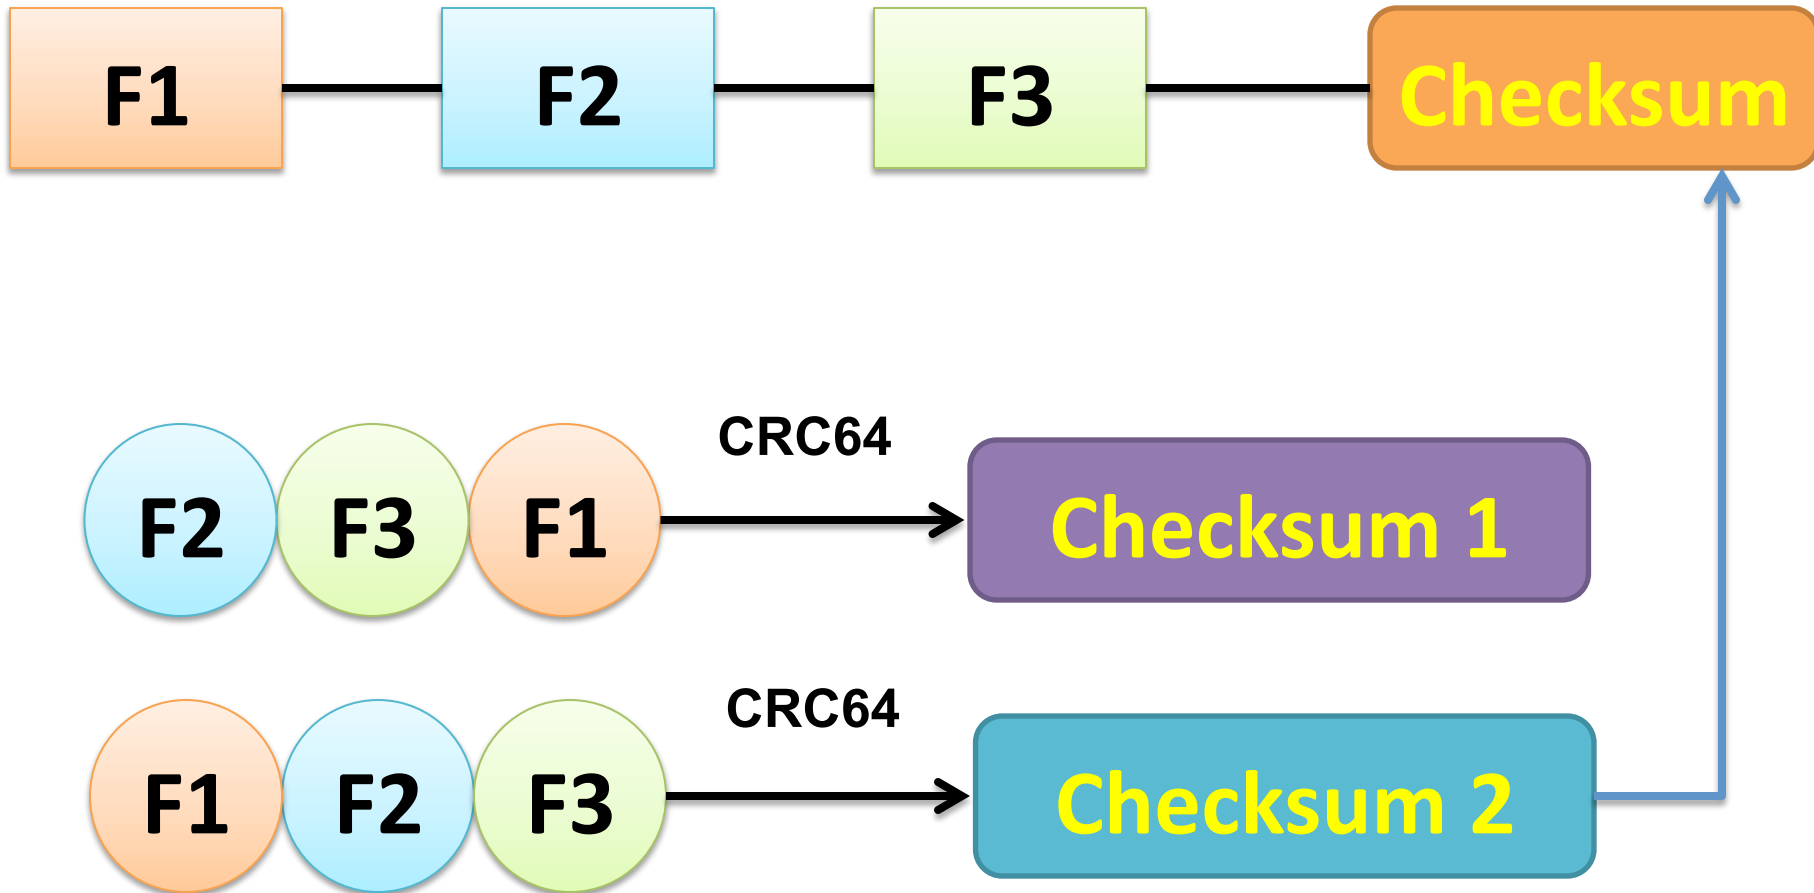 F1 F2 F3 Checksum
CRC64
F2 F3 F1 Checksum 1
CRC64
F1 F2 F3 Checksum 2